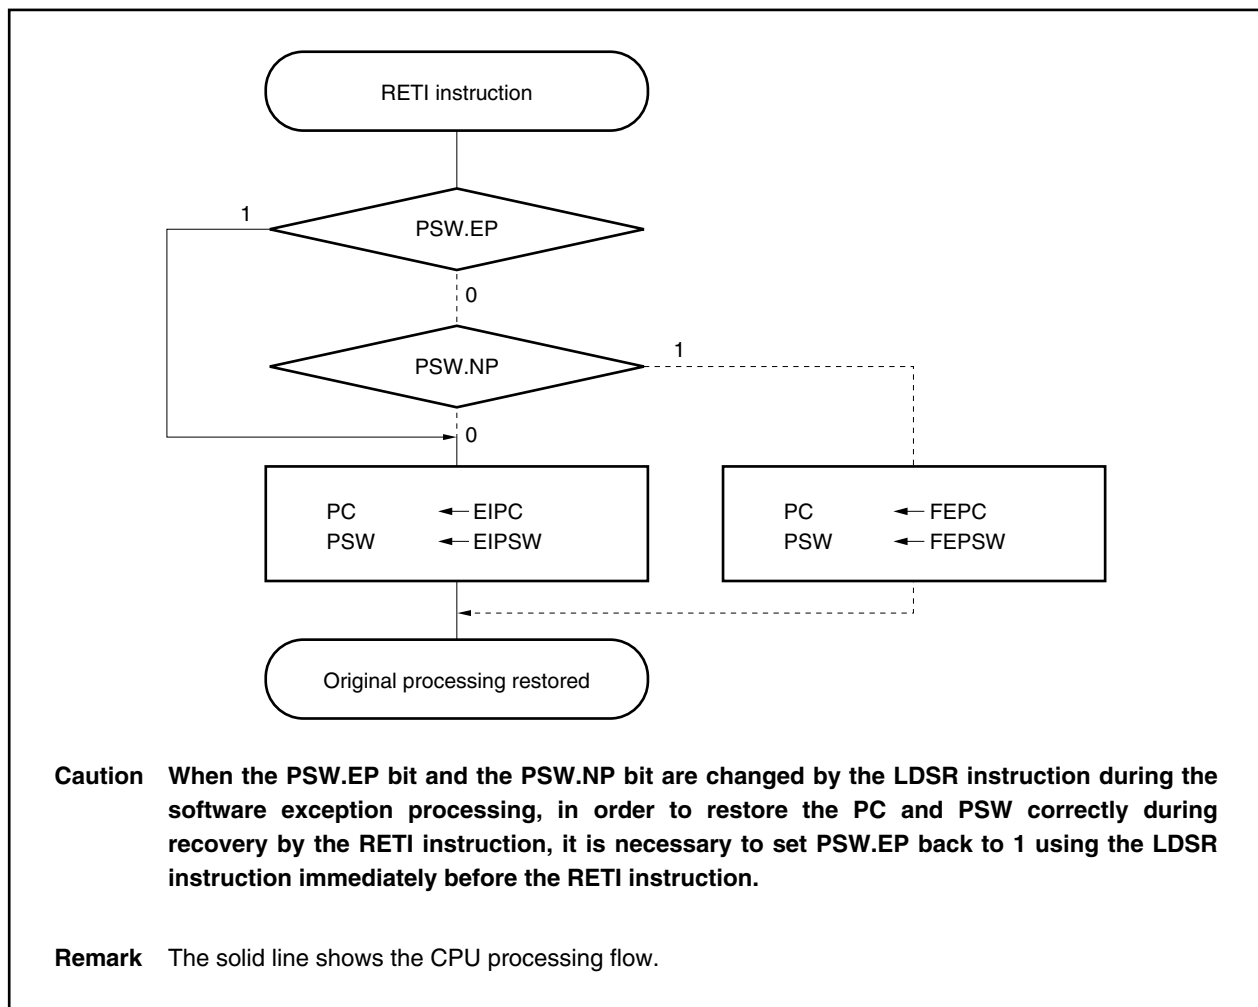 RETI instruction
1
PSW.EP
0
1
PSW.NP
0
PC ← EIPC
PSW ← EIPSW
PC ← FEPC
PSW ← FEPSW
Original processing restored
Caution When the PSW.EP bit and the PSW.NP bit are changed by the LDSR instruction during the
software exception processing, in order to restore the PC and PSW correctly during
recovery by the RETI instruction, it is necessary to set PSW.EP back to 1 using the LDSR
instruction immediately before the RETI instruction.
Remark The solid line shows the CPU processing flow.